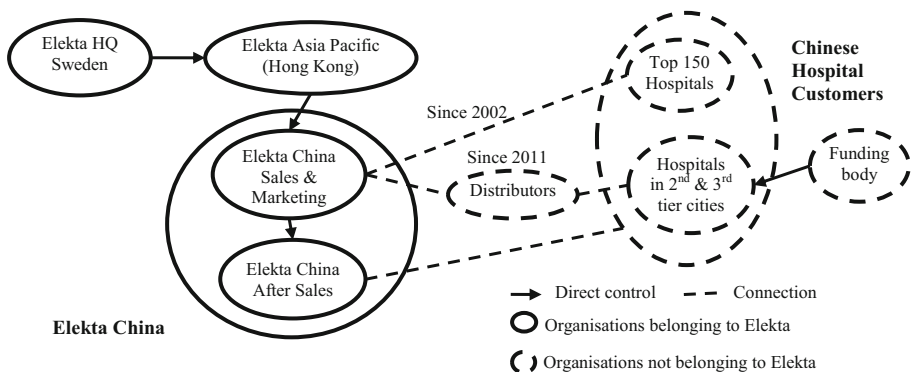 Elekta HQ
Sweden
Elekta Asia Pacific
(Hong Kong)
Top 150
Hospitals
Chinese
Hospital
Customers
Since 2002
Elekta China
Sales &
Marketing
Since 2011
Distributors
Hospitals
in 2nd & 3rd
tier cities
Funding
body
Elekta China
After Sales
Elekta China
Direct control
Connection
Organisations belonging to Elekta
Organisations not belonging to Elekta